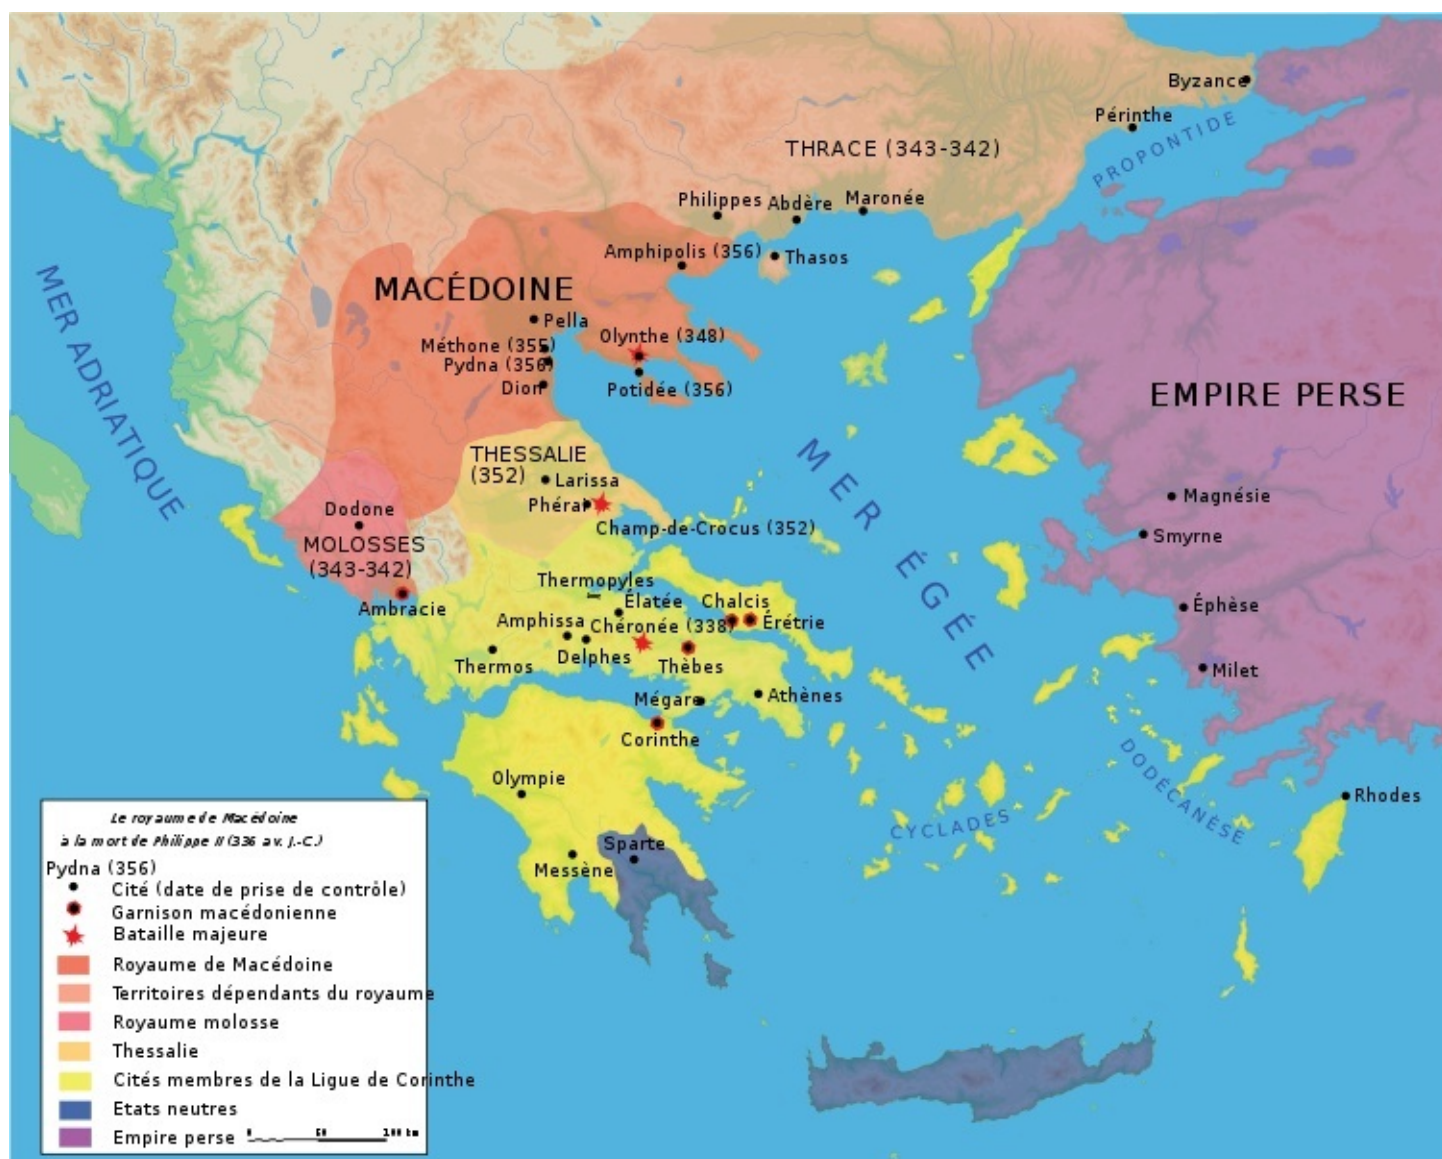 Byzance
Périnthe
PROPONTIDE
THRACE (343-342)
Philippes
Abdère
Maronée
Amphipolis (356)
Thasos
MER ADRIATIQUE
MACÉDOINE
Pella
Olynthe (348)
Méthone (355)
Pydna (356)
Dion
Potidée (356)
EMPIRE PERSE
MER ÉGÉE
THESSALIE
(352)
Larissa
Phéraï
Champ-de-Crocus (352)
Magnésie
Smyrne
Dodone
MOLOSSES
(343-342)
Ambracie
Thermopyles
Élatée
Chalcis
Érétrie
Éphèse
Amphissa
Chéronée (338)
Delphes
Thermos
Thèbes
Milet
Mégare
Athènes
Corinthe
Olympie
DODÉCANÈSE
Rhodes
CYCLADES
Sparte
Messène
Le royaume de Macédoine
à la mort de Philippe II (336 av. J.-C.)
Pydna (356)
Cité (date de prise de contrôle)
Garnison macédonienne
Bataille majeure
Royaume de Macédoine
Territoires dépendants du royaume
Royaume molosse
Thessalie
Cités membres de la Ligue de Corinthe
Etats neutres
Empire perse
0 50 100 km